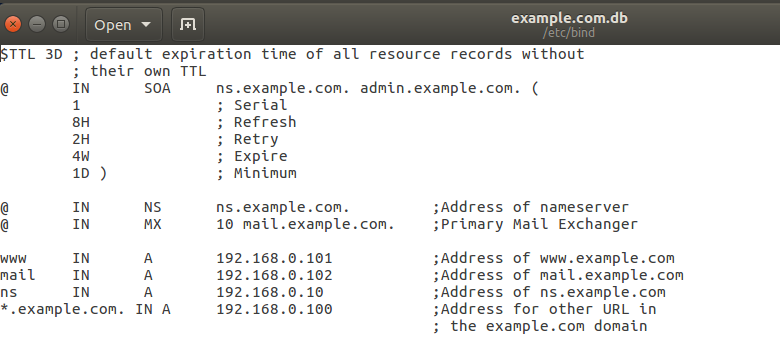 Open
example.com.db
/etc/bind
$TTL 3D ; default expiration time of all resource records without
; their own TTL
@ IN SOA ns.example.com. admin.example.com. (
1 ; Serial
8H ; Refresh
2H ; Retry
4W ; Expire
1D ) ; Minimum
@ IN NS ns.example.com. ;Address of nameserver
@ IN MX 10 mail.example.com. ;Primary Mail Exchanger
www IN A 192.168.0.101 ;Address of www.example.com
mail IN A 192.168.0.102 ;Address of mail.example.com
ns IN A 192.168.0.10 ;Address of ns.example.com
*.example.com. IN A 192.168.0.100 ;Address for other URL in
; the example.com domain